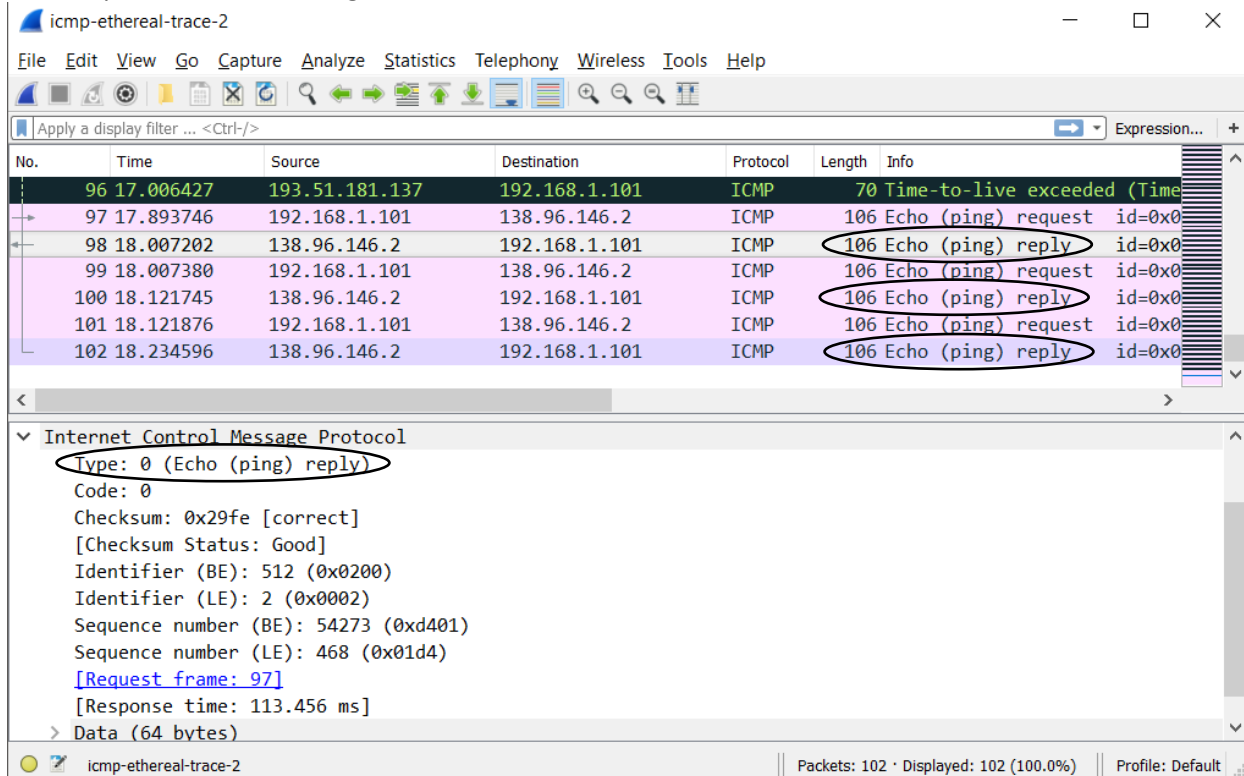 icmp-ethereal-trace-2
File Edit View Go Capture Analyze Statistics Telephony Wireless Tools Help
Apply a display filter ... <Ctrl-/> Expression... +
No. Time Source Destination Protocol Length Info
96 17.006427 193.51.181.137 192.168.1.101 ICMP 70 Time-to-live exceeded (Time
97 17.893746 192.168.1.101 138.96.146.2 ICMP 106 Echo (ping) request id=0x0
98 18.007202 138.96.146.2 192.168.1.101 ICMP 106 Echo (ping) reply id=0x0
99 18.007380 192.168.1.101 138.96.146.2 ICMP 106 Echo (ping) request id=0x0
100 18.121745 138.96.146.2 192.168.1.101 ICMP 106 Echo (ping) reply id=0x0
101 18.121876 192.168.1.101 138.96.146.2 ICMP 106 Echo (ping) request id=0x0
102 18.234596 138.96.146.2 192.168.1.101 ICMP 106 Echo (ping) reply id=0x0
Internet Control Message Protocol
Type: 0 (Echo (ping) reply)
Code: 0
Checksum: 0x29fe [correct]
[Checksum Status: Good]
Identifier (BE): 512 (0x0200)
Identifier (LE): 2 (0x0002)
Sequence number (BE): 54273 (0xd401)
Sequence number (LE): 468 (0x01d4)
[Request frame: 97]
[Response time: 113.456 ms]
Data (64 bytes)
icmp-ethereal-trace-2 Packets: 102 · Displayed: 102 (100.0%) Profile: Default